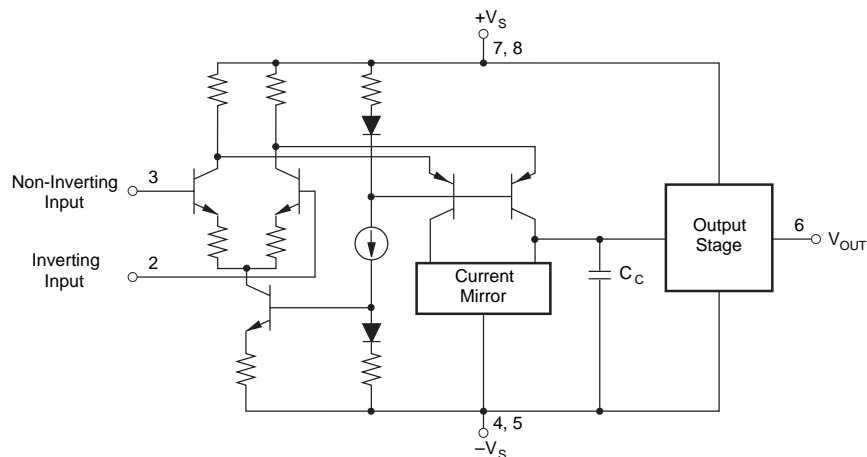 +VS
7, 8
Non-Inverting
Input
3
Inverting
Input
2
Current
Mirror
CC
Output
Stage
6
VOUT
4, 5
–VS